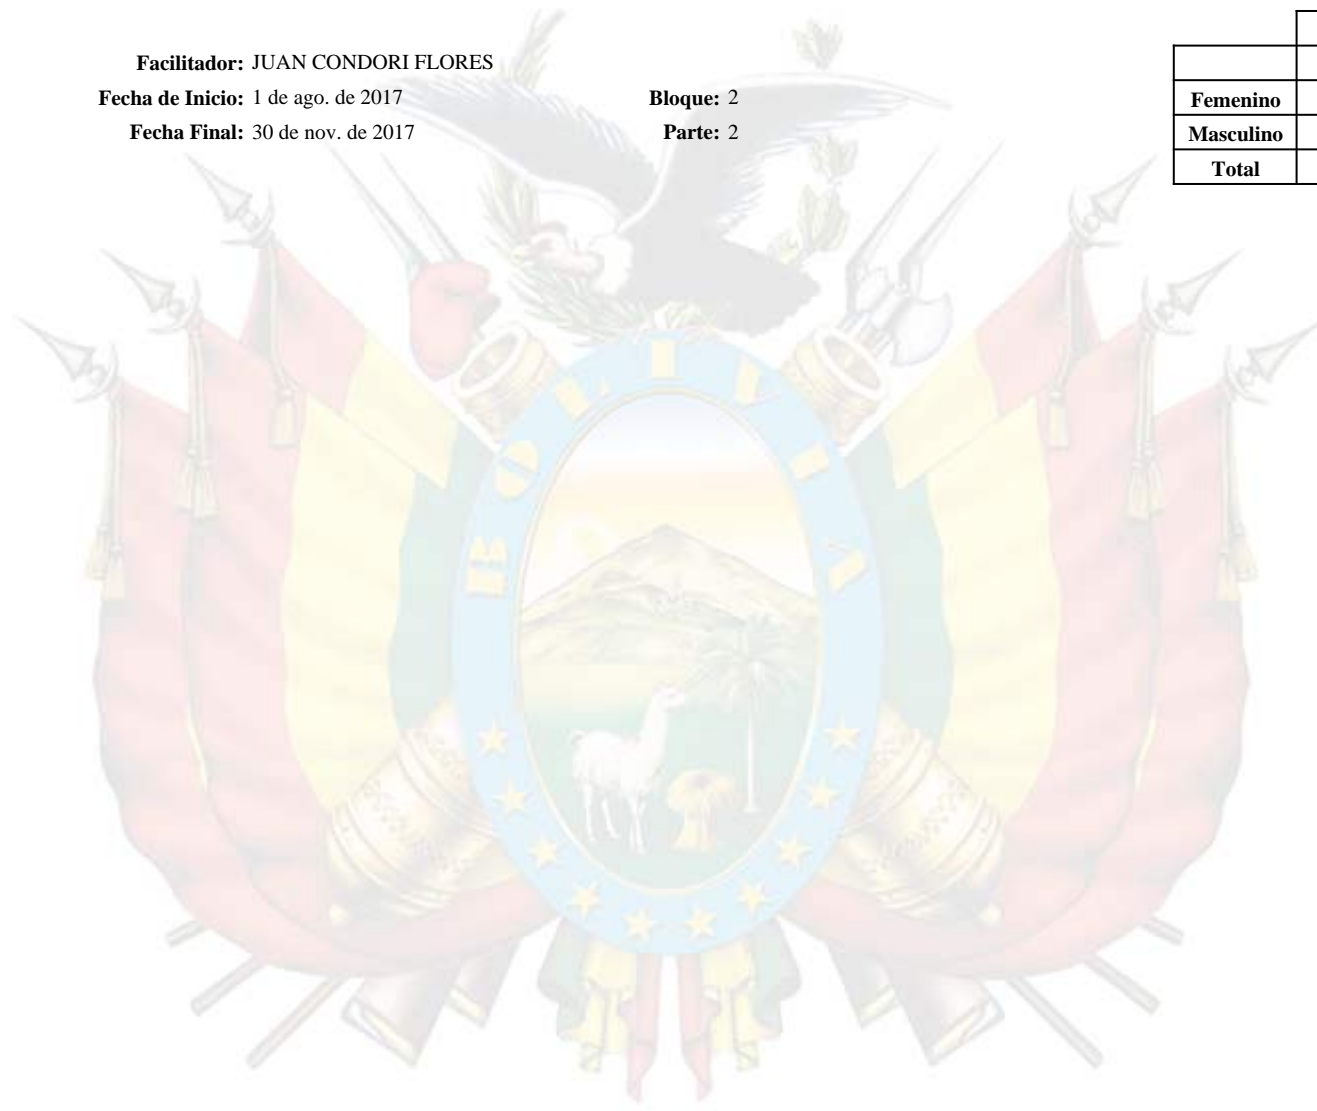 Facilitador: JUAN CONDORI FLORES
Fecha de Inicio: 1 de ago. de 2017
Bloque: 2
Fecha Final: 30 de nov. de 2017
Parte: 2
Femenino
Masculino
Total
BOLIVIA